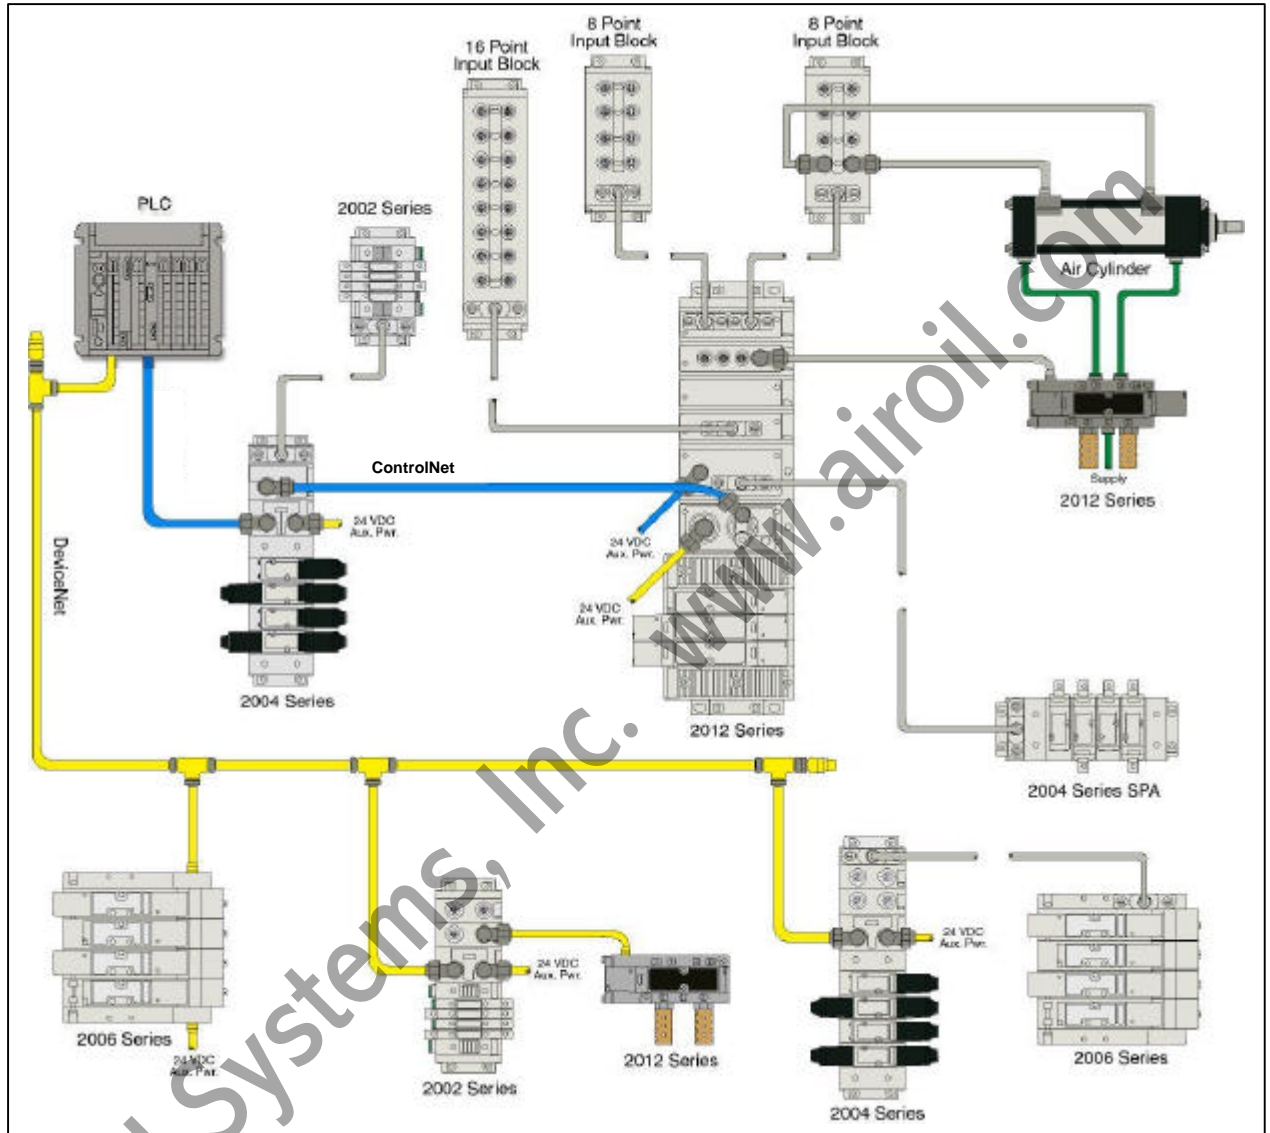 8 Point
Input Block
8 Point
Input Block
16 Point
Input Block
PLC
2002 Series
Air Cylinder
Supply
2012 Series
ControlNet
24 VDC
Aux. Pwr.
24 VDC
Aux. Pwr.
24 VDC
Aux. Pwr.
DeviceNet
2004 Series
2012 Series
2004 Series SPA
24 VDC
Aux. Pwr.
24 VDC
Aux. Pwr.
2006 Series
24 VDC
Aux. Pwr.
2002 Series
2012 Series
2004 Series
2006 Series
Systems, Inc. www.airoil.com